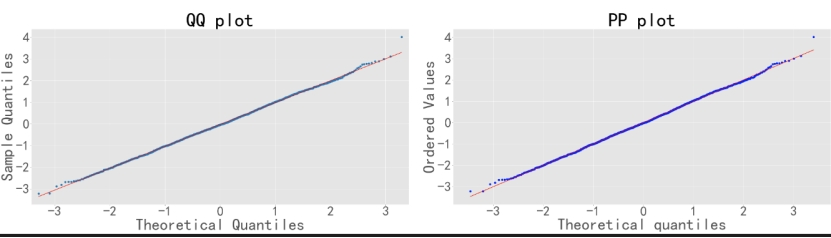 QQ plot
Sample Quantiles
4
3
2
1
0
−1
−2
−3
−3 −2 −1 0 1 2 3
Theoretical Quantiles
PP plot
Ordered Values
4
3
2
1
0
−1
−2
−3
−3 −2 −1 0 1 2 3
Theoretical quantiles